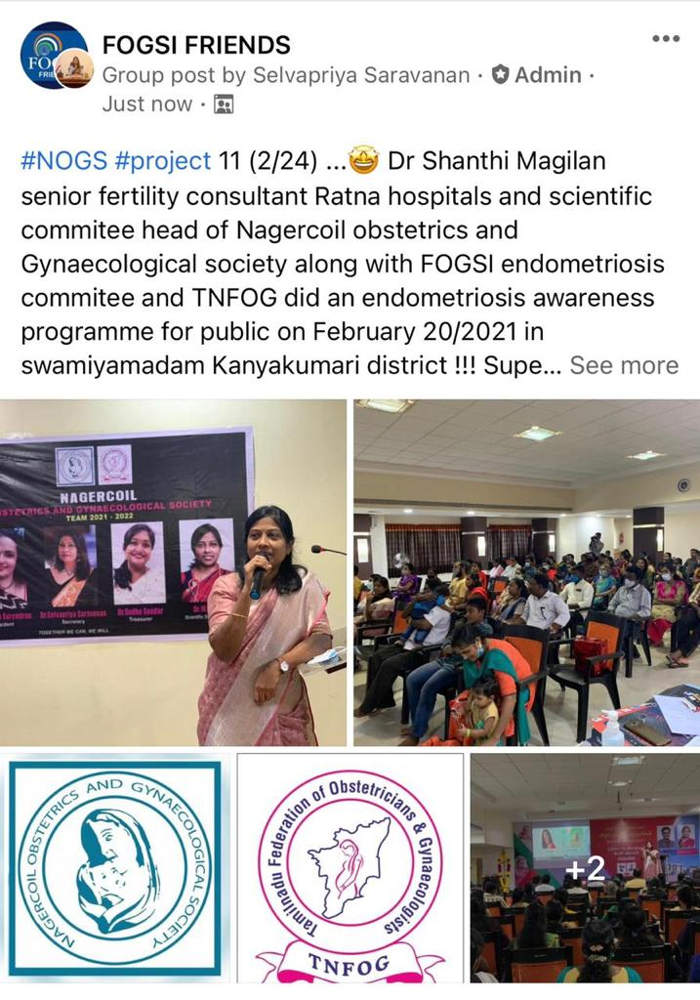 FOGSI FRIENDS
Group post by Selvapriya Saravanan · Admin ·
Just now ·
#NOGS #project 11 (2/24) ...🤩 Dr Shanthi Magilan
senior fertility consultant Ratna hospitals and scientific
commitee head of Nagercoil obstetrics and
Gynaecological society along with FOGSI endometriosis
commitee and TNFOG did an endometriosis awareness
programme for public on February 20/2021 in
swamiyamadam Kanyakumari district !!! Supe... See more
NAGERCOIL
OBSTETRICS AND GYNAECOLOGICAL SOCIETY
TEAM 2021 - 2022
Dr.Selvapriya Saravanan
Secretary
Dr.Sudha Sundar
Treasurer
TOGETHER WE CAN, WE WILL
NAGERCOIL OBSTETRICS AND GYNAECOLOGICAL SOCIETY
Tamilnadu Federation of Obstetricians & Gynaecologists
TNFOG
+2